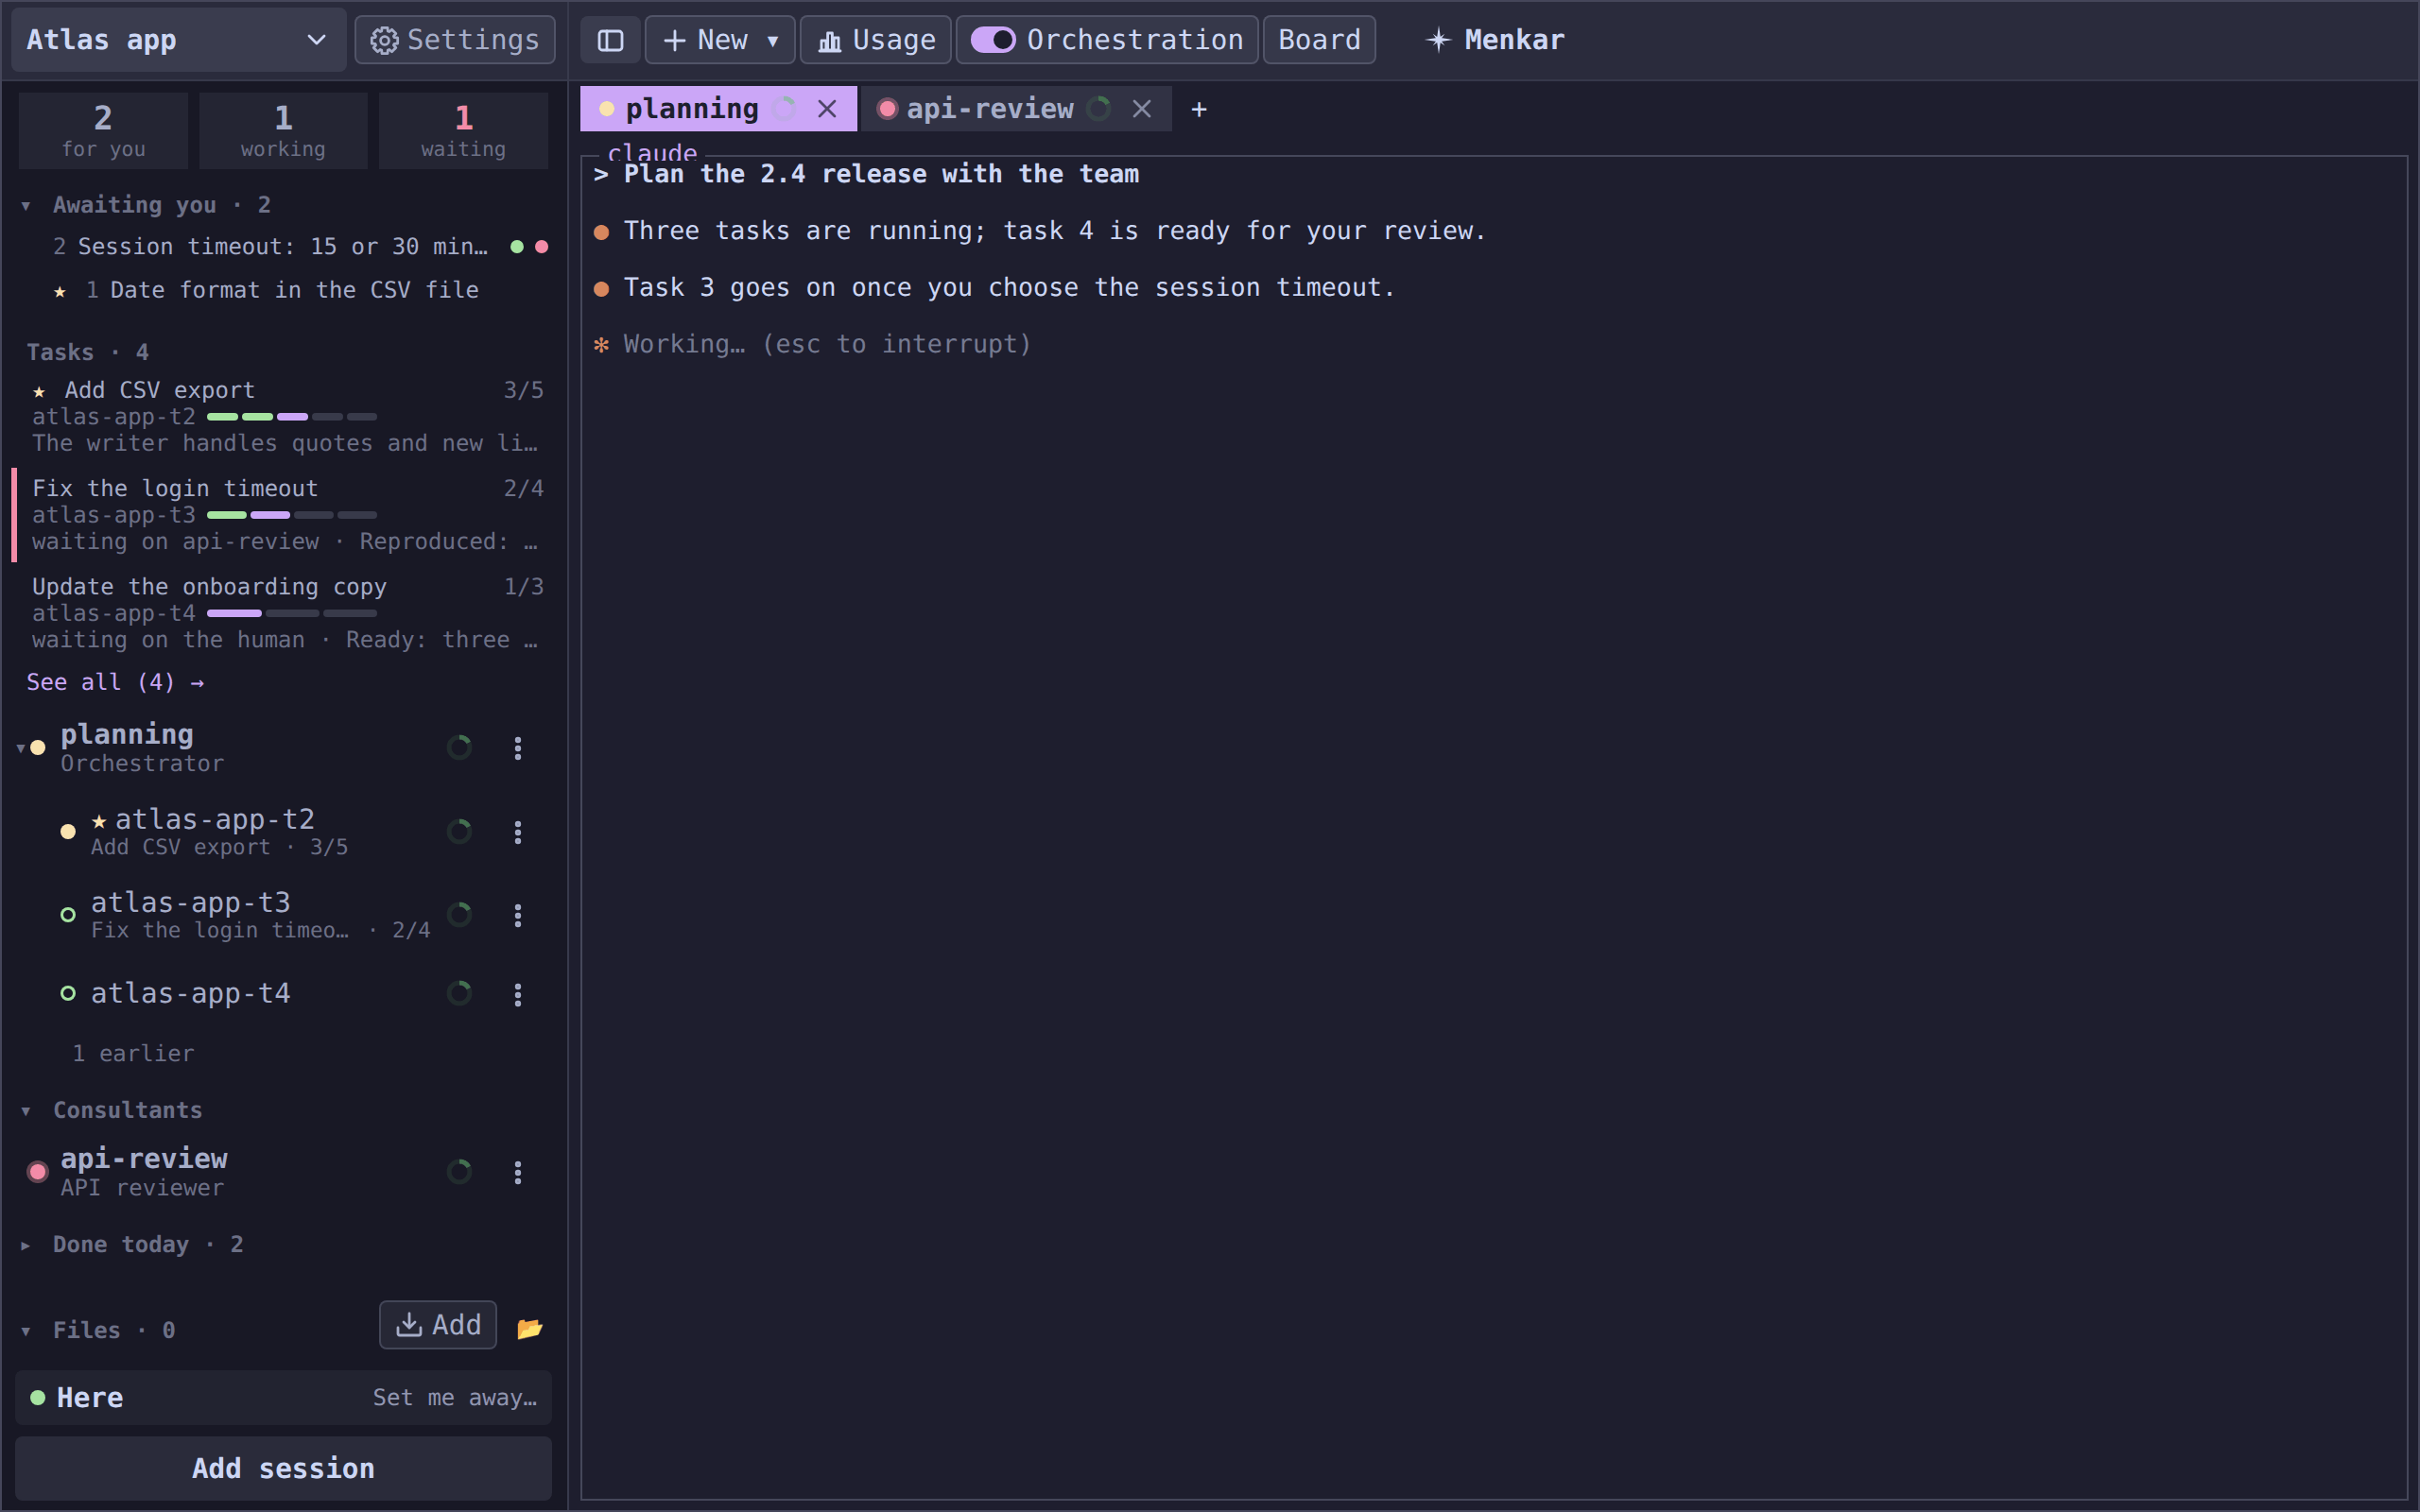 Atlas app
Settings
New ▾
Usage
Orchestration
Board
Menkar
2
for you
1
working
1
waiting
planning
api-review
+
Awaiting you · 2
2 Session timeout: 15 or 30 min…
★ 1 Date format in the CSV file
Tasks · 4
★ Add CSV export 3/5
atlas-app-t2
The writer handles quotes and new li…
Fix the login timeout 2/4
atlas-app-t3
waiting on api-review · Reproduced: …
Update the onboarding copy 1/3
atlas-app-t4
waiting on the human · Ready: three …
See all (4) →
planning
Orchestrator
★ atlas-app-t2
Add CSV export · 3/5
atlas-app-t3
Fix the login timeo… · 2/4
atlas-app-t4
1 earlier
Consultants
api-review
API reviewer
Done today · 2
Files · 0
Add
Here
Set me away…
Add session
claude
> Plan the 2.4 release with the team
● Three tasks are running; task 4 is ready for your review.
● Task 3 goes on once you choose the session timeout.
✻ Working… (esc to interrupt)